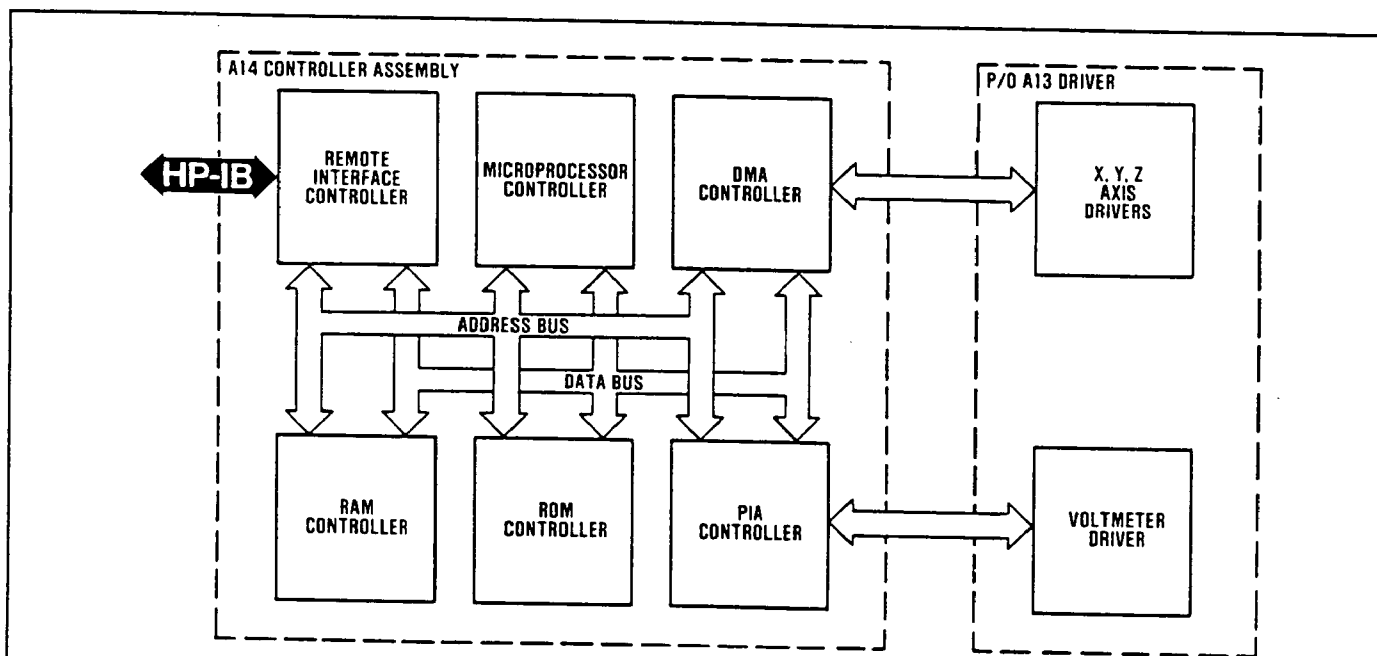 A14 CONTROLLER ASSEMBLY
P/O A13 DRIVER
HP-IB
REMOTE
INTERFACE
CONTROLLER
MICROPROCESSOR
CONTROLLER
DMA
CONTROLLER
X, Y, Z
AXIS
DRIVERS
ADDRESS BUS
DATA BUS
RAM
CONTROLLER
ROM
CONTROLLER
PIA
CONTROLLER
VOLTMETER
DRIVER